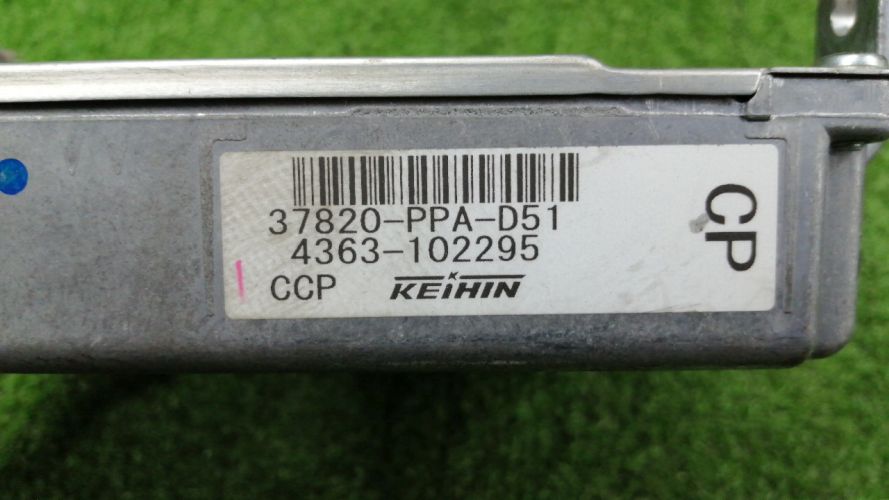 37820-PPA-D51
4363-102295
CCP KEIHIN
CP